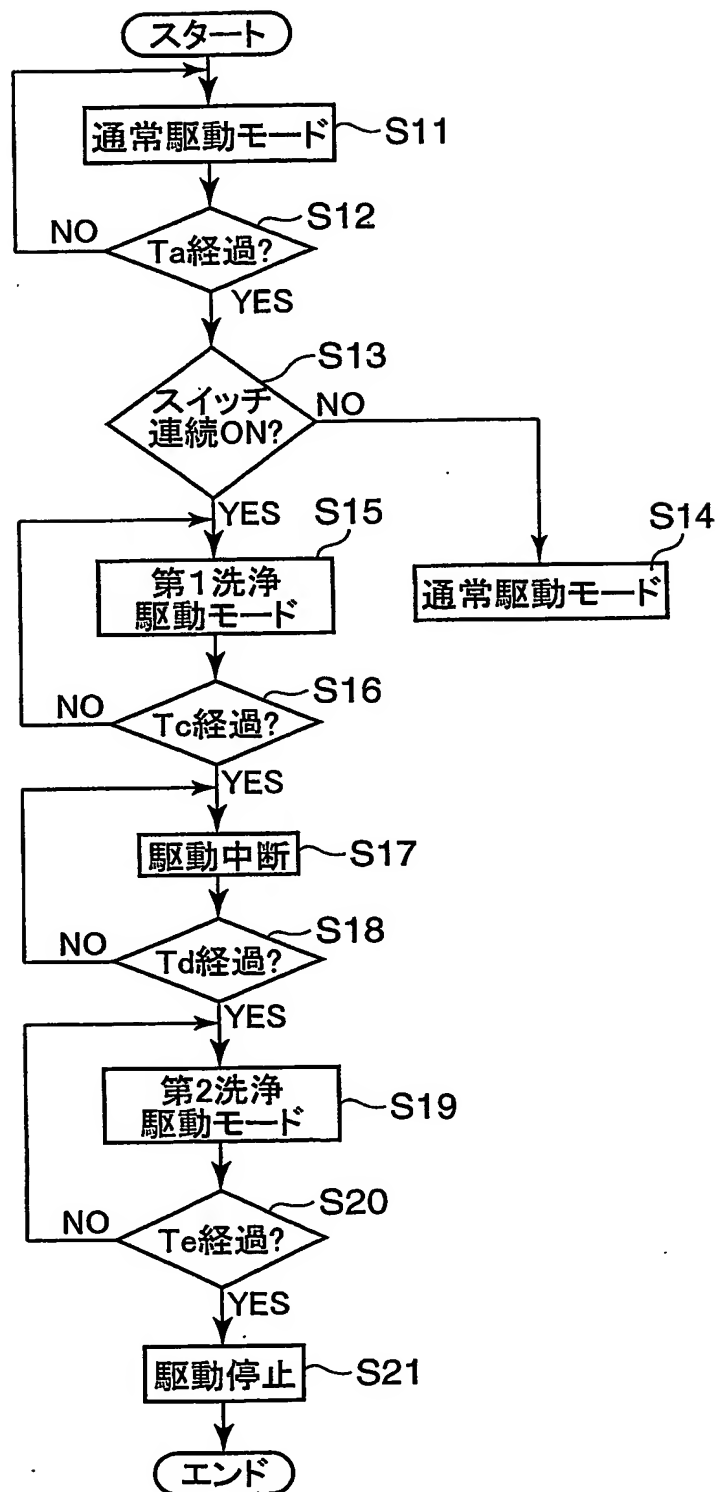 スタート
通常駆動モード
S11
S12
NO
Ta経過?
YES
S13
スイッチ
連続ON?
NO
YES
S15
S14
第1洗浄
駆動モード
通常駆動モード
S16
NO
Tc経過?
YES
駆動中断
S17
S18
NO
Td経過?
YES
第2洗浄
駆動モード
S19
S20
NO
Te経過?
YES
駆動停止
S21
エンド